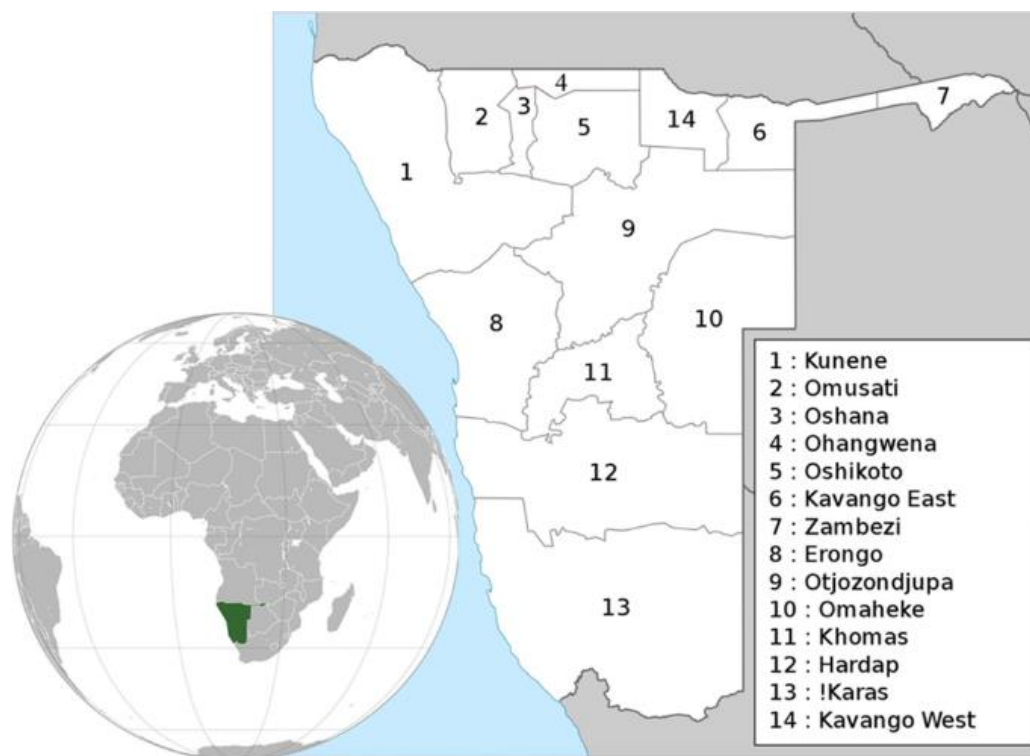 4
7
3
2
14
5
6
1
9
8
10
11
12
13
1 : Kunene
2 : Omusati
3 : Oshana
4 : Ohangwena
5 : Oshikoto
6 : Kavango East
7 : Zambezi
8 : Erongo
9 : Otjozondjupa
10 : Omaheke
11 : Khomas
12 : Hardap
13 : !Karas
14 : Kavango West